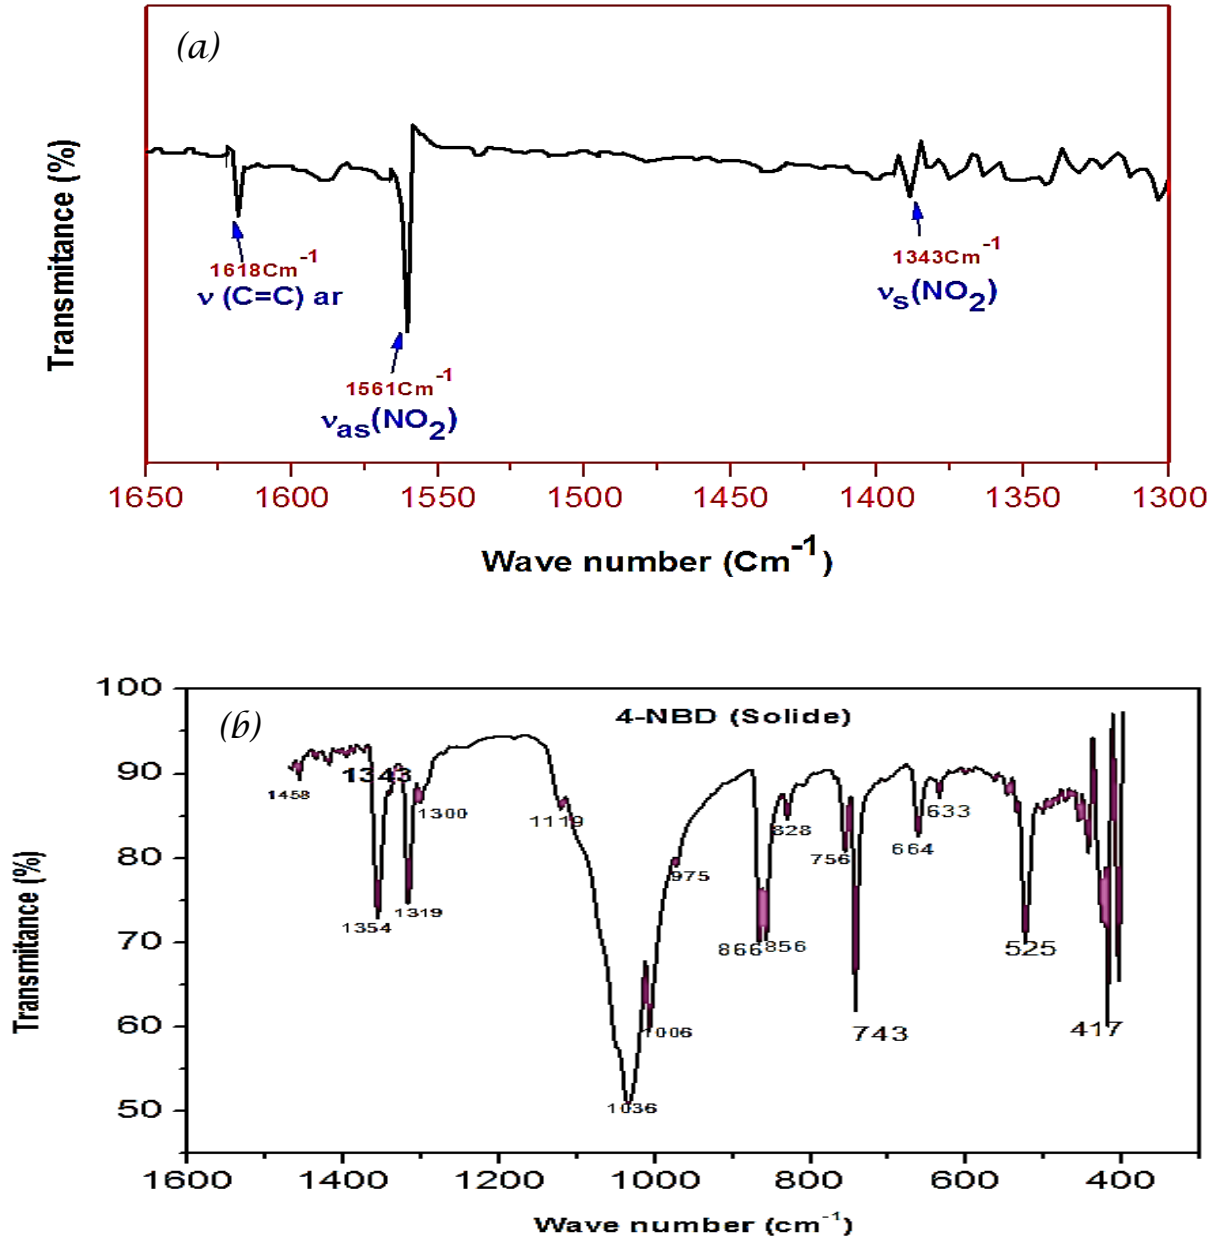 (a)
Transmitance (%)
1618Cm-1
ν (C=C) ar
1561Cm-1
νas(NO2)
1343Cm-1
νs(NO2)
1650 1600 1550 1500 1450 1400 1350 1300
Wave number (Cm-1)
(b)
4-NBD (Solide)
Transmitance (%)
100
90
80
70
60
50
1458
1343
1354
1319
1300
1119
1036
1006
975
866
856
828
756
743
664
633
525
417
1600 1400 1200 1000 800 600 400
Wave number (cm-1)